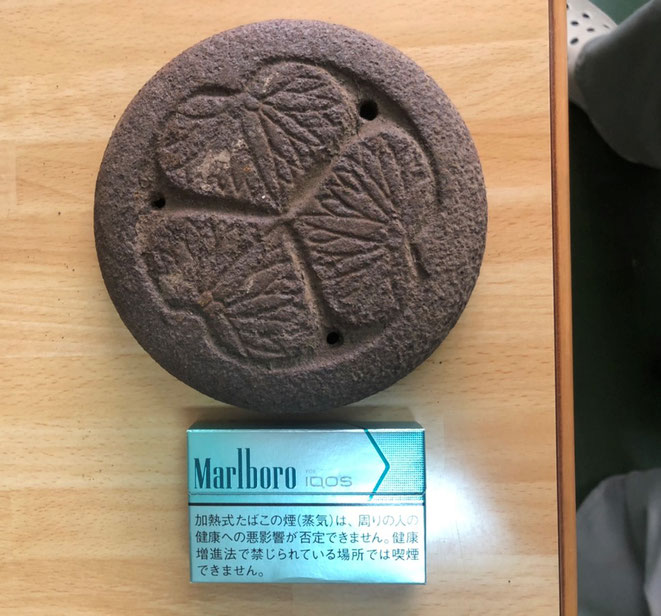 Marlboro
IQOS
加熱式たばこの煙(蒸気)は、周りの人の
健康への悪影響が否定できません。健康
増進法で禁じられている場所では喫煙
できません。